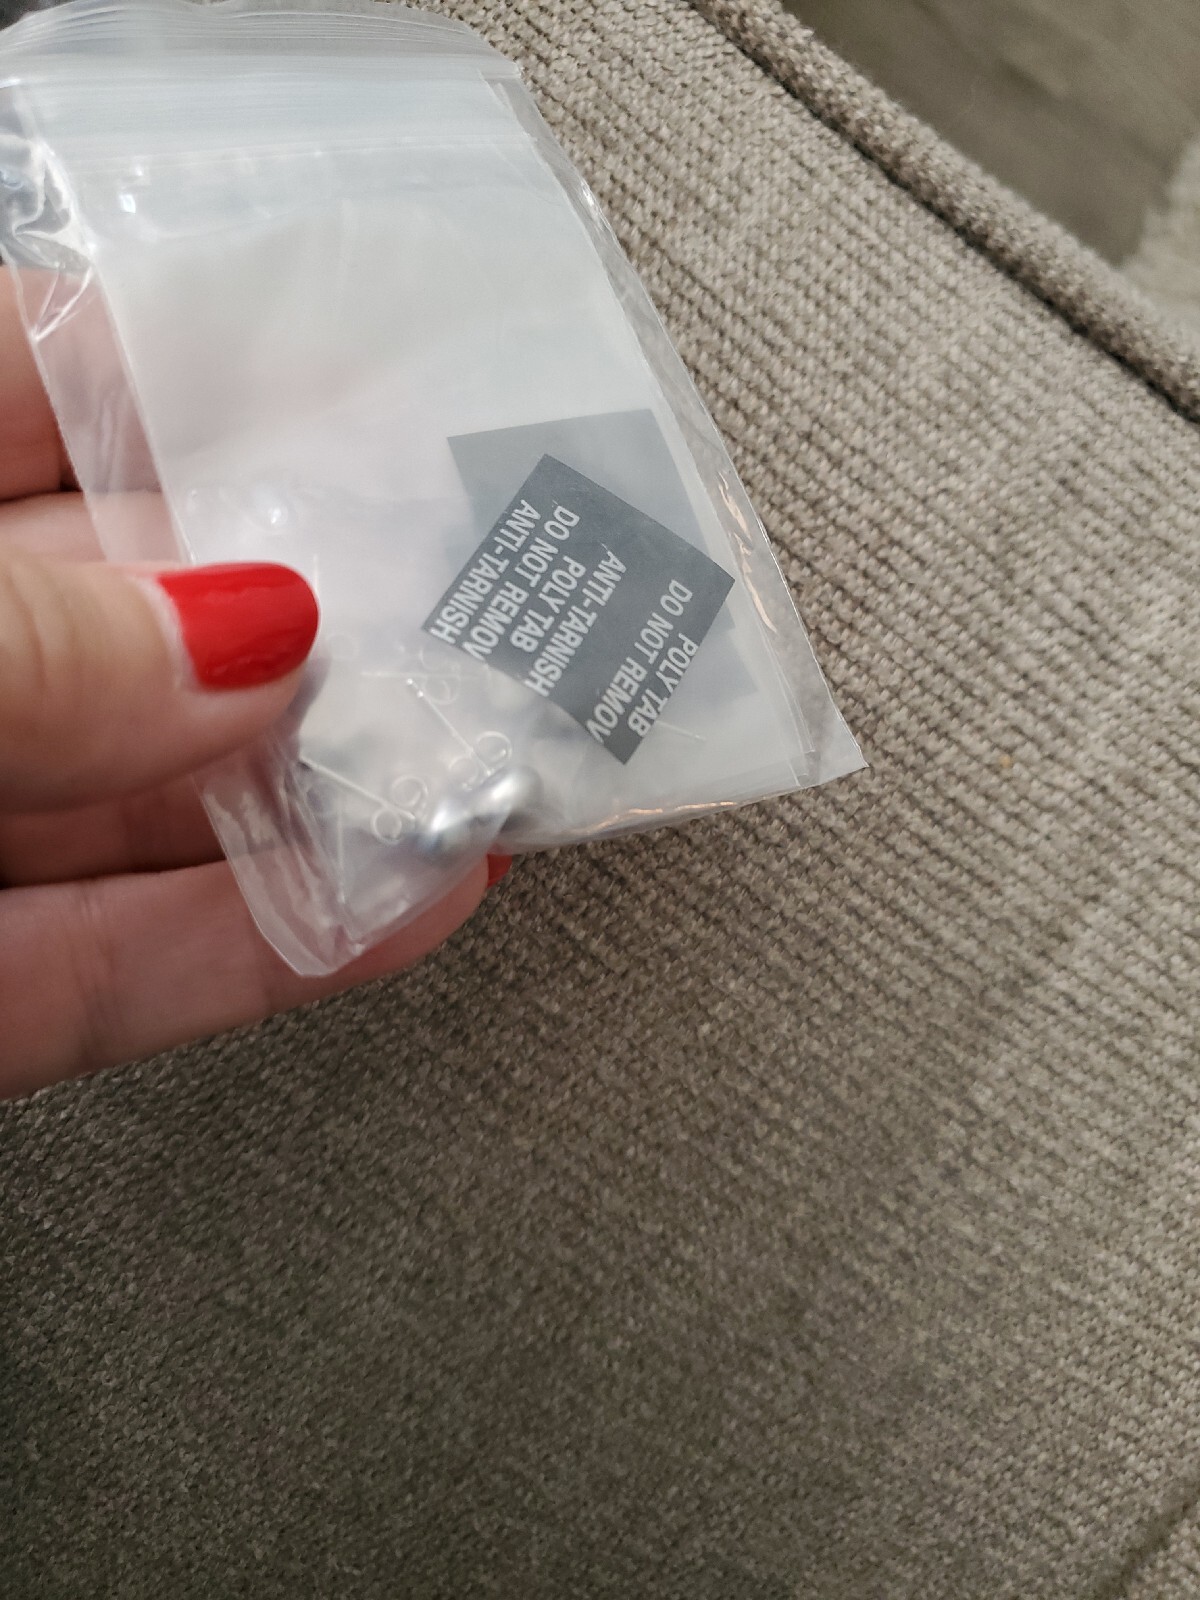 DO NOT REMOV
POLY TAB
ANTI-TARNISH
POLY TAB
DO NOT REMOV
ANTI-TARNISH